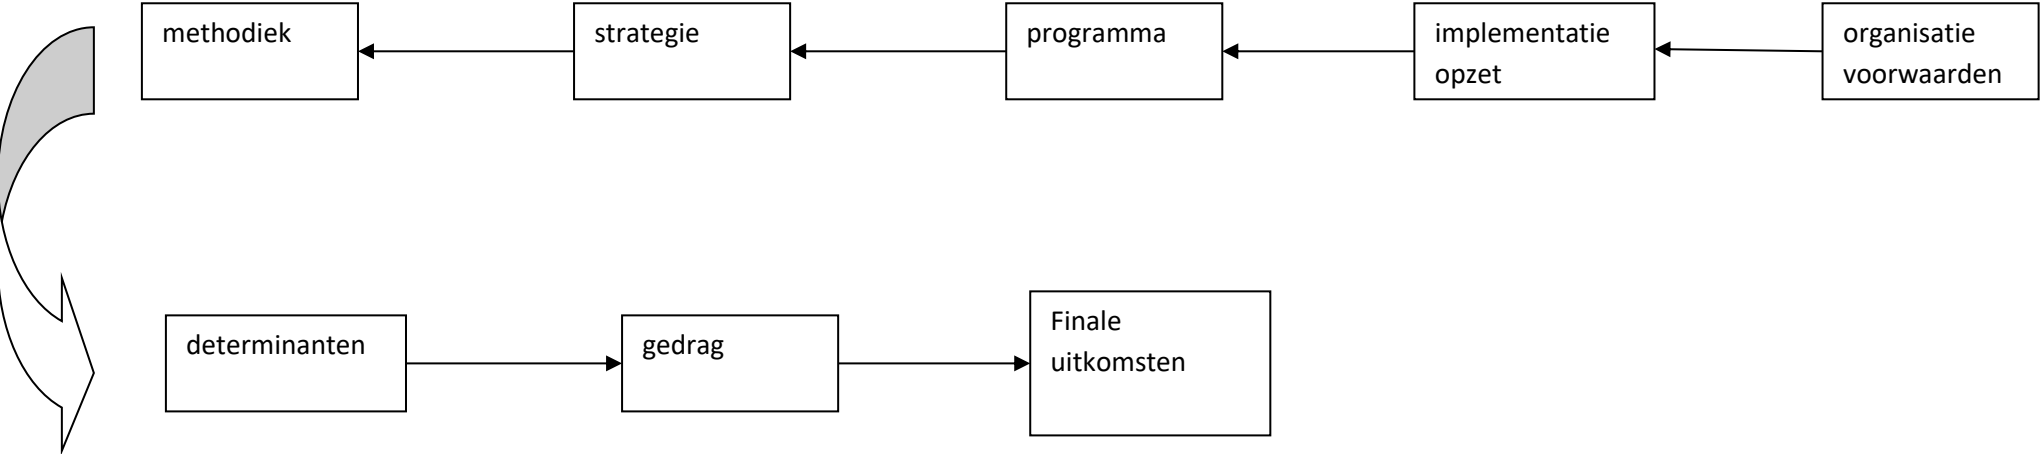 methodiek
strategie
programma
implementatie
opzet
organisatie
voorwaarden
determinanten
gedrag
Finale
uitkomsten